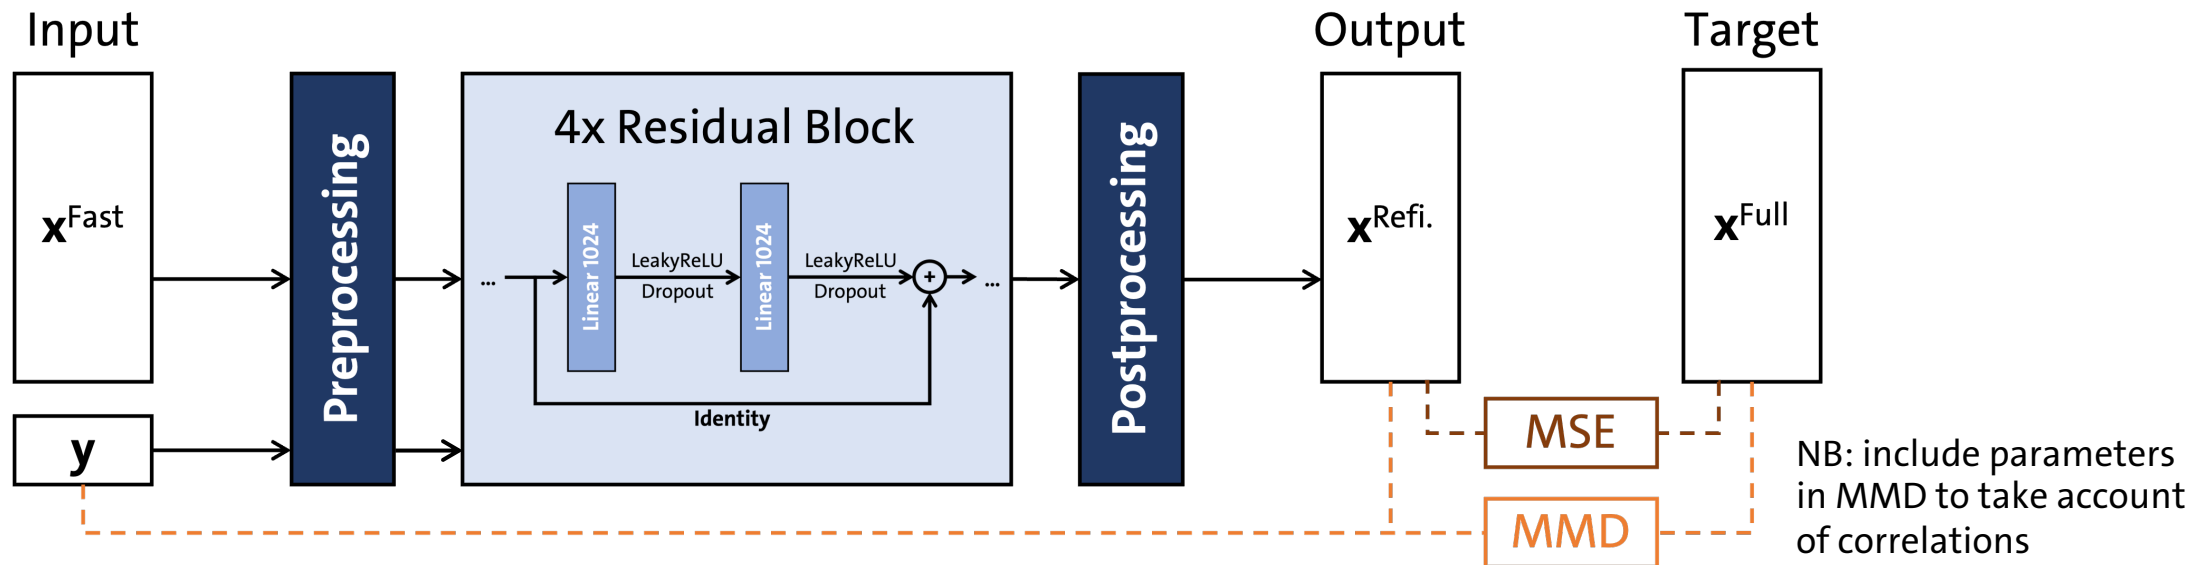 Input
Output
Target
x^Fast
y
Preprocessing
4x Residual Block
...
Linear 1024
LeakyReLU
Dropout
Linear 1024
LeakyReLU
Dropout
+
...
Identity
Postprocessing
x^Refi.
x^Full
MSE
MMD
NB: include parameters
in MMD to take account
of correlations